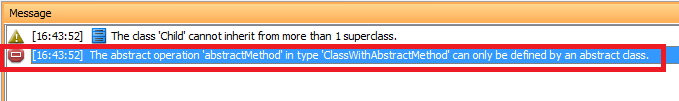 Message
[16:43:52] The class 'Child' cannot inherit from more than 1 superclass.
[16:43:52] The abstract operation 'abstractMethod' in type 'ClassWithAbstractMethod' can only be defined by an abstract class.